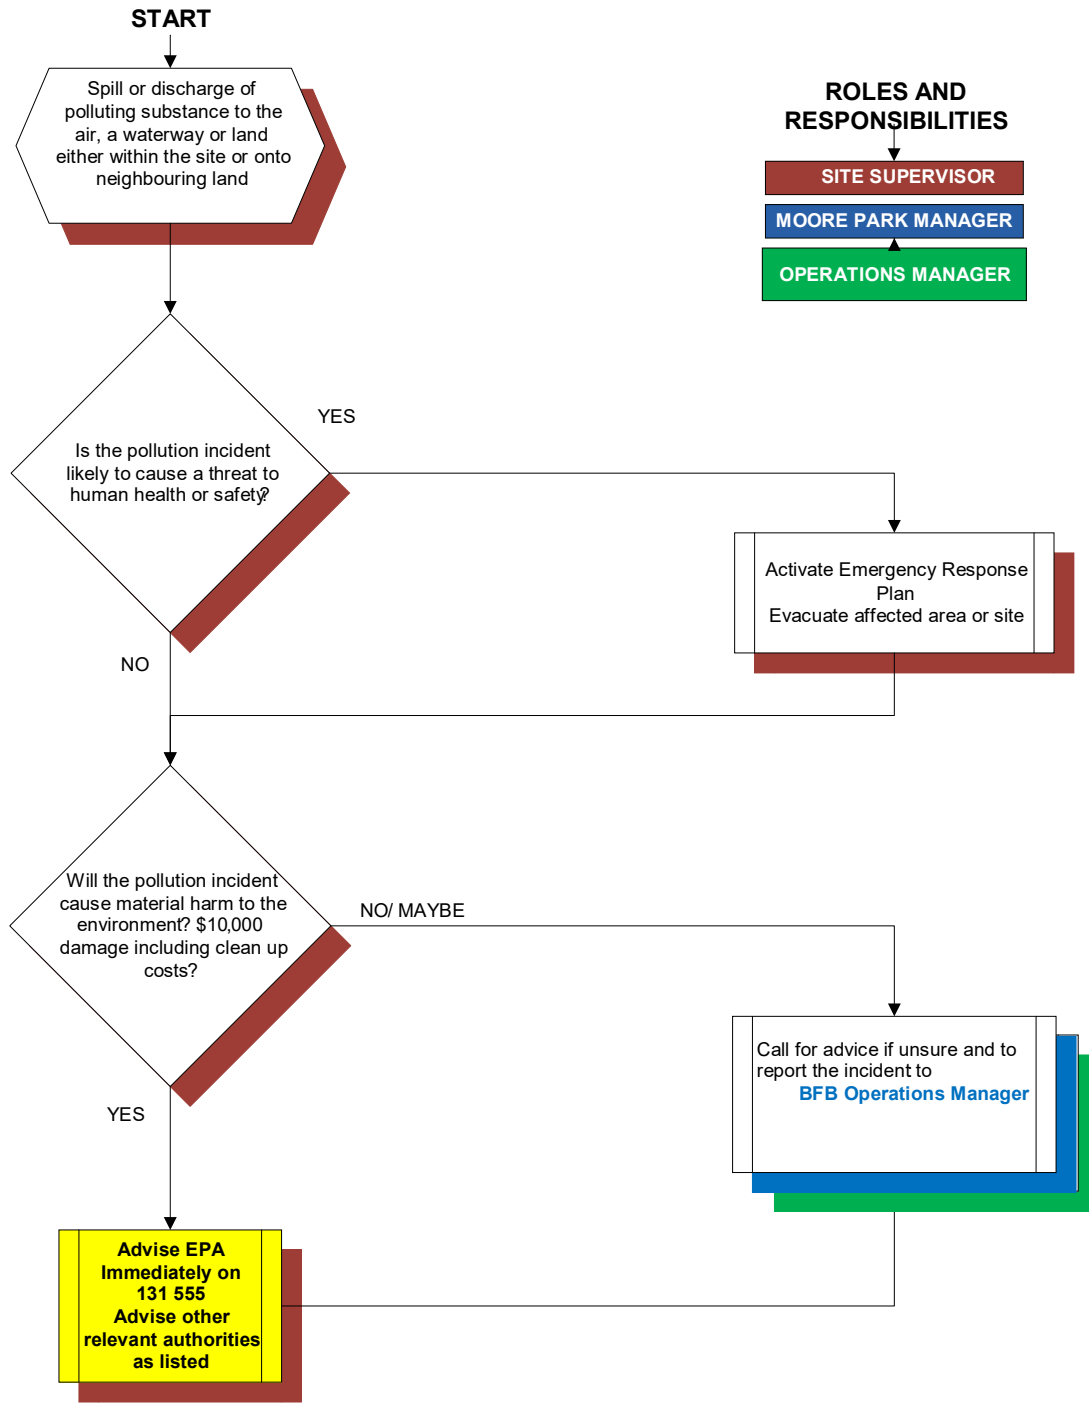 START
Spill or discharge of
polluting substance to the
air, a waterway or land
either within the site or onto
neighbouring land
ROLES AND
RESPONSIBILITIES
SITE SUPERVISOR
MOORE PARK MANAGER
OPERATIONS MANAGER
YES
Is the pollution incident
likely to cause a threat to
human health or safety?
Activate Emergency Response
Plan
Evacuate affected area or site
NO
Will the pollution incident
cause material harm to the
environment? $10,000
damage including clean up
costs?
NO/ MAYBE
Call for advice if unsure and to
report the incident to
BFB Operations Manager
YES
Advise EPA
Immediately on
131 555
Advise other
relevant authorities
as listed